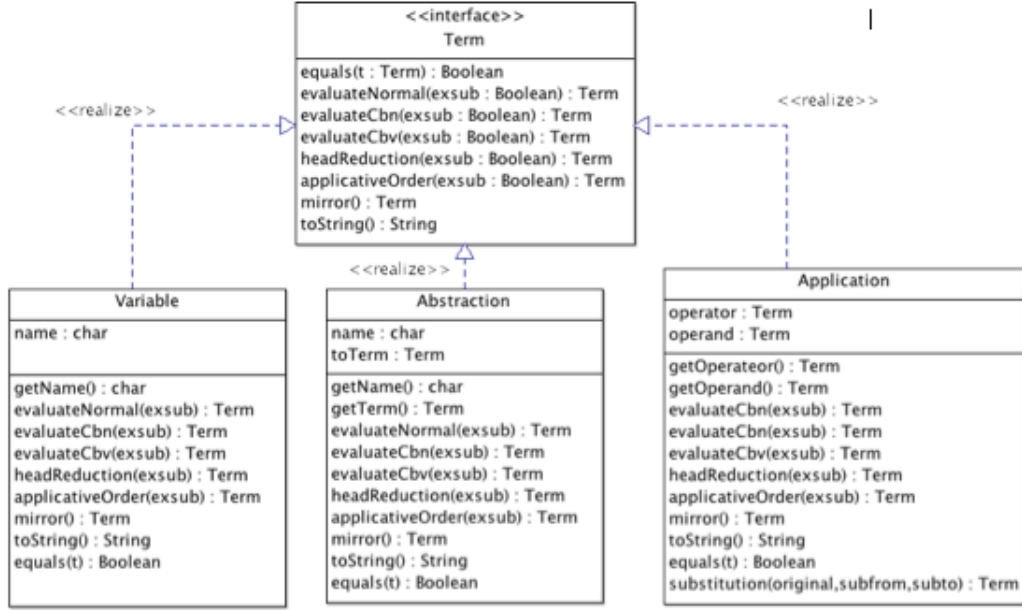 <<interface>>
Term
equals(t : Term) : Boolean
evaluateNormal(exsub : Boolean) : Term
evaluateCbn(exsub : Boolean) : Term
evaluateCbv(exsub : Boolean) : Term
headReduction(exsub : Boolean) : Term
applicativeOrder(exsub : Boolean) : Term
mirror() : Term
toString() : String
<<realize>>
<<realize>>
<<realize>>
Variable
name : char
getName() : char
evaluateNormal(exsub) : Term
evaluateCbn(exsub) : Term
evaluateCbv(exsub) : Term
headReduction(exsub) : Term
applicativeOrder(exsub) : Term
mirror() : Term
toString() : String
equals(t) : Boolean
Abstraction
name : char
toTerm : Term
getName() : char
getTerm() : Term
evaluateNormal(exsub) : Term
evaluateCbn(exsub) : Term
evaluateCbv(exsub) : Term
headReduction(exsub) : Term
applicativeOrder(exsub) : Term
mirror() : Term
toString() : String
equals(t) : Boolean
Application
operator : Term
operand : Term
getOperateor() : Term
getOperand() : Term
evaluateCbn(exsub) : Term
evaluateCbn(exsub) : Term
evaluateCbv(exsub) : Term
headReduction(exsub) : Term
applicativeOrder(exsub) : Term
mirror() : Term
toString() : String
equals(t) : Boolean
substitution(original,subfrom,subto) : Term